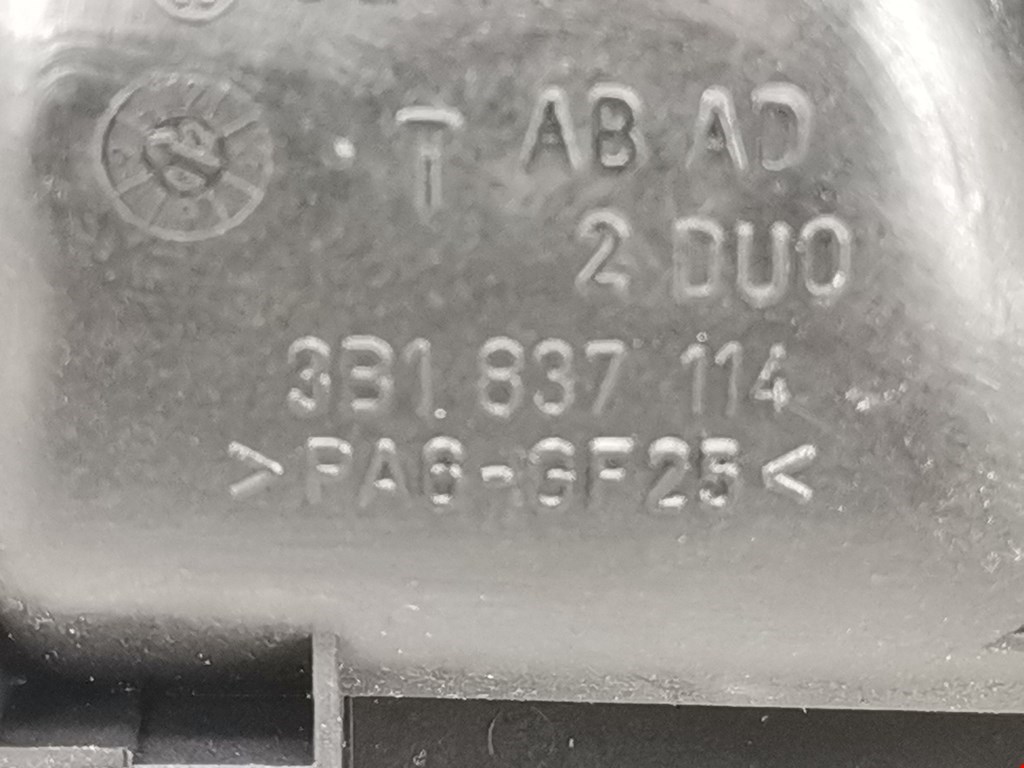 T AB AD
2 DUO
3B1 837 114
>PA6-GF25<